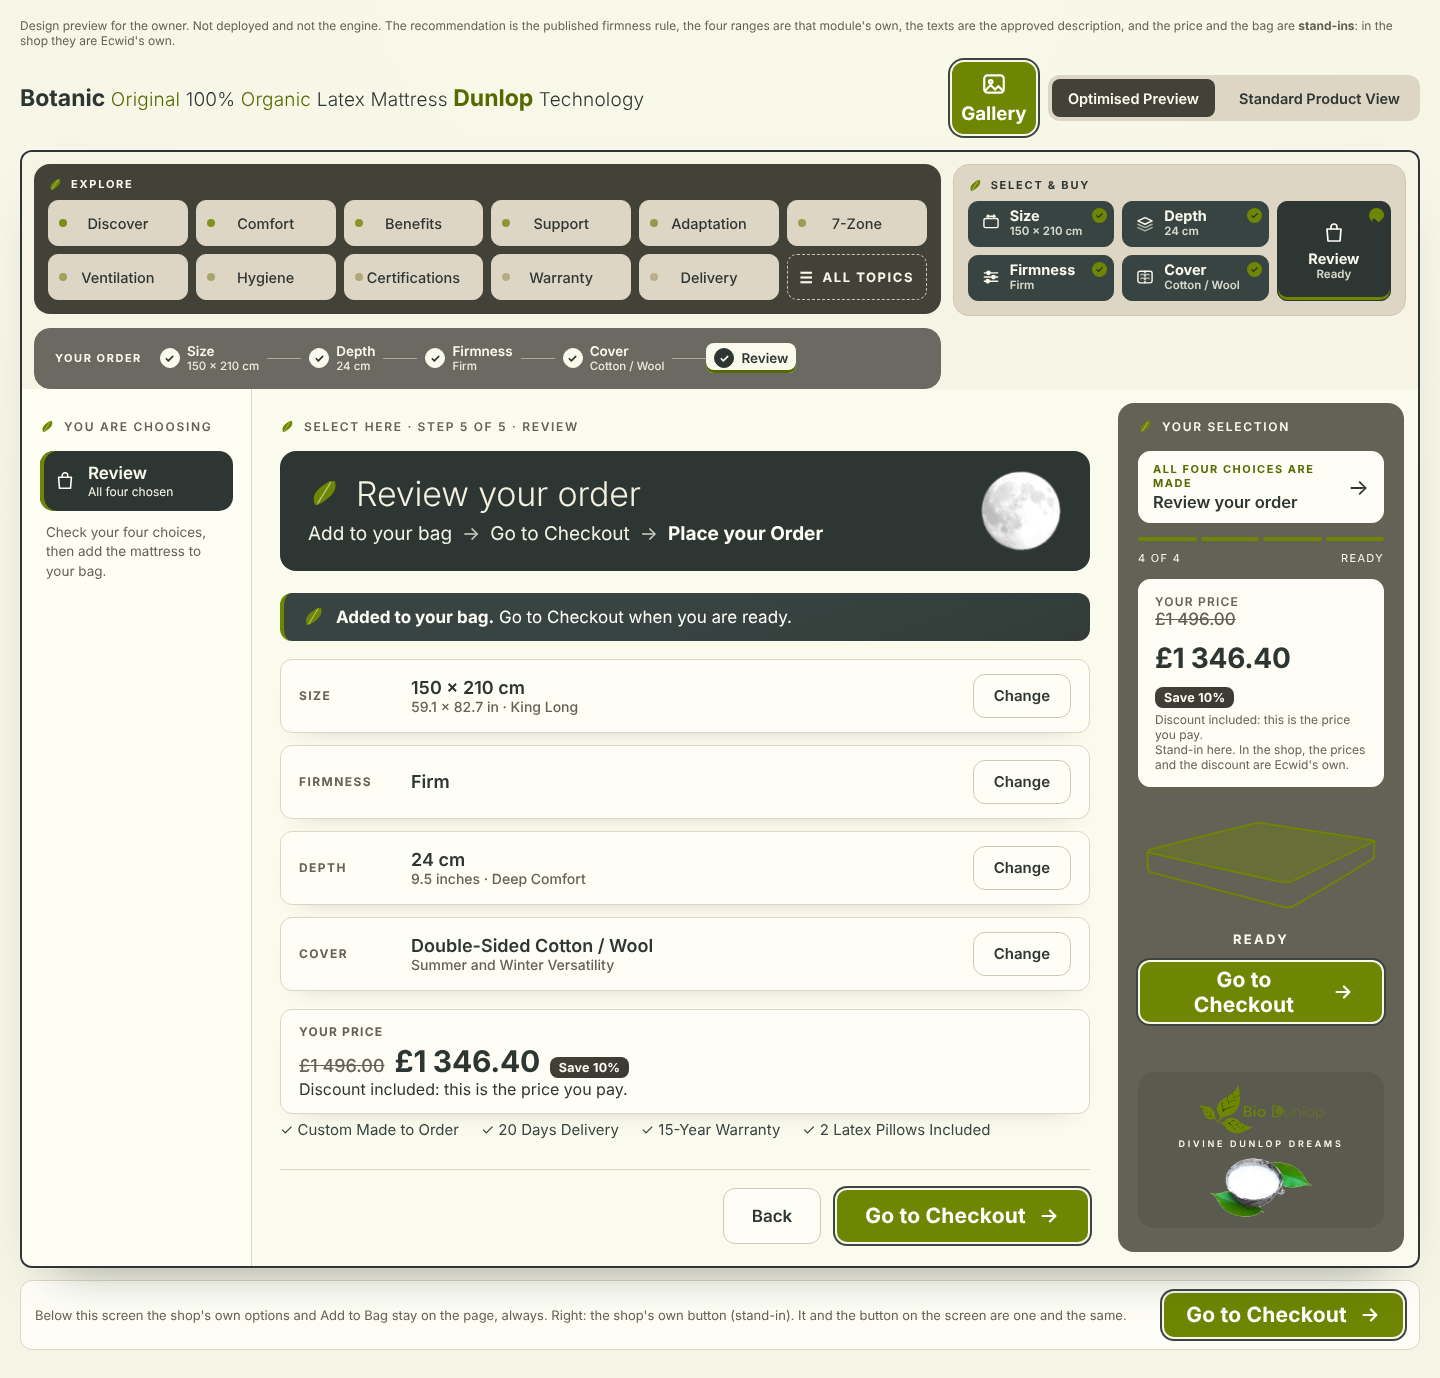 Design preview for the owner. Not deployed and not the engine. The recommendation is the published firmness rule, the four ranges are that module's own, the texts are the approved description, and the price and the bag are stand-ins: in the
shop they are Ecwid's own.
Botanic Original 100% Organic Latex Mattress Dunlop Technology
Gallery
Optimised Preview
Standard Product View
EXPLORE
Discover
Comfort
Benefits
Support
Adaptation
7-Zone
Ventilation
Hygiene
Certifications
Warranty
Delivery
ALL TOPICS
SELECT & BUY
Size
150 × 210 cm
Depth
24 cm
Firmness
Firm
Cover
Cotton / Wool
Review
Ready
YOUR ORDER
Size
150 × 210 cm
Depth
24 cm
Firmness
Firm
Cover
Cotton / Wool
Review
YOU ARE CHOOSING
Review
All four chosen
Check your four choices,
then add the mattress to
your bag.
SELECT HERE · STEP 5 OF 5 · REVIEW
Review your order
Add to your bag → Go to Checkout → Place your Order
Added to your bag. Go to Checkout when you are ready.
SIZE
150 × 210 cm
59.1 × 82.7 in · King Long
Change
FIRMNESS
Firm
Change
DEPTH
24 cm
9.5 inches · Deep Comfort
Change
COVER
Double-Sided Cotton / Wool
Summer and Winter Versatility
Change
YOUR PRICE
£1 496.00 £1 346.40 Save 10%
Discount included: this is the price you pay.
✓ Custom Made to Order ✓ 20 Days Delivery ✓ 15-Year Warranty ✓ 2 Latex Pillows Included
Back
Go to Checkout →
YOUR SELECTION
ALL FOUR CHOICES ARE
MADE
Review your order →
4 OF 4
READY
YOUR PRICE
£1 496.00
£1 346.40
Save 10%
Discount included: this is the price
you pay.
Stand-in here. In the shop, the prices
and the discount are Ecwid's own.
READY
Go to
Checkout →
Bio Dunlop
DIVINE DUNLOP DREAMS
Below this screen the shop's own options and Add to Bag stay on the page, always. Right: the shop's own button (stand-in). It and the button on the screen are one and the same.
Go to Checkout →